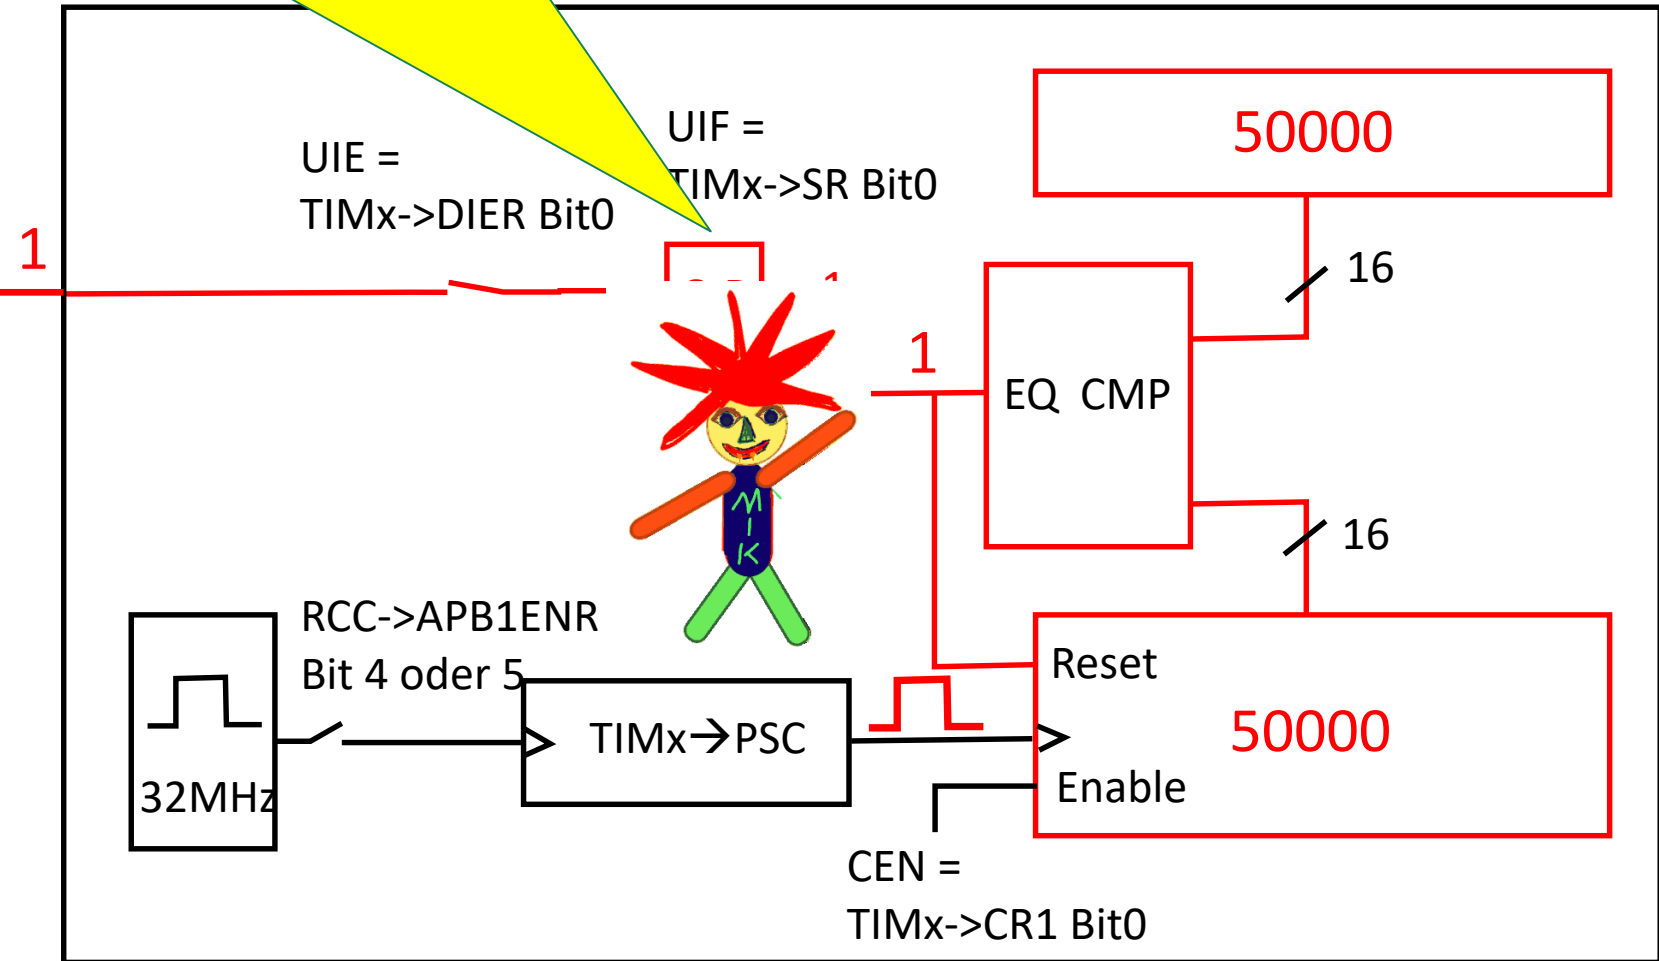 50000
UIF =
TIMx->SR Bit0
UIE =
TIMx->DIER Bit0
1
16
1
EQ CMP
M
I
K
16
RCC->APB1ENR
Bit 4 oder 5
Reset
TIMx→PSC
50000
32MHz
Enable
CEN =
TIMx->CR1 Bit0